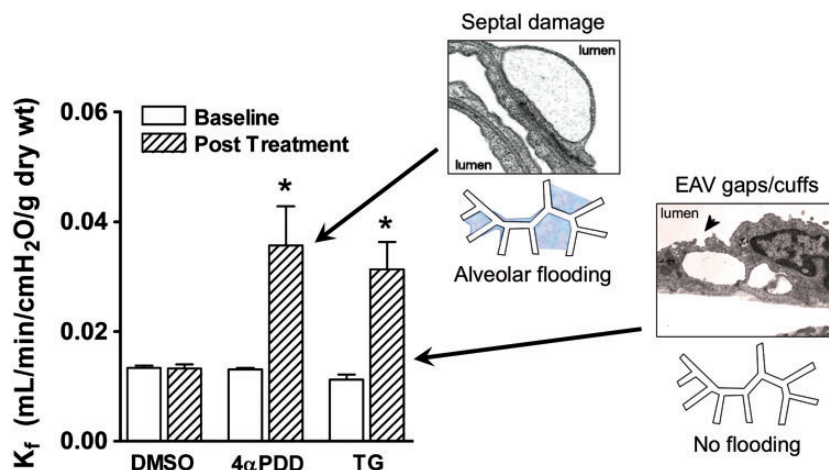 Septal damage
lumen
lumen
Alveolar flooding
EAV gaps/cuffs
lumen
No flooding
Kf (mL/min/cmH2O/g dry wt)
0.06
0.04
0.02
0.00
Baseline
Post Treatment
*
*
DMSO
4αPDD
TG